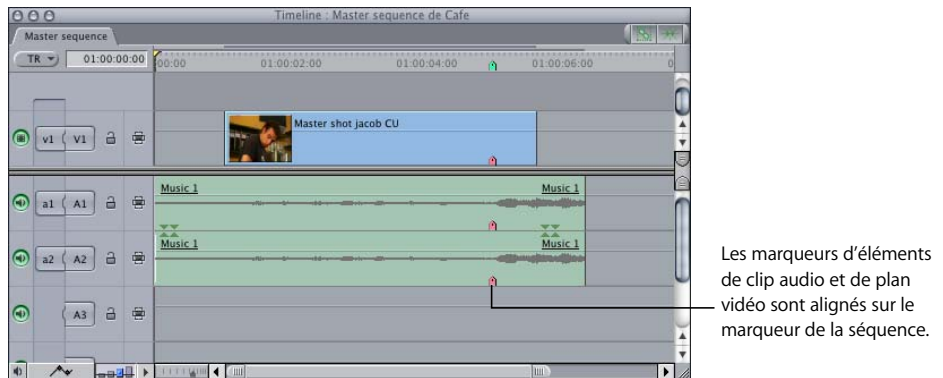 Timeline : Master sequence de Cafe
Master sequence
TR 01:00:00:00 00:00 01:00:02:00 01:00:04:00 01:00:06:00 0
v1 V1 Master shot jacob CU
a1 A1 Music 1 Music 1
a2 A2 Music 1 Music 1
A3
Les marqueurs d’éléments
de clip audio et de plan
vidéo sont alignés sur le
marqueur de la séquence.